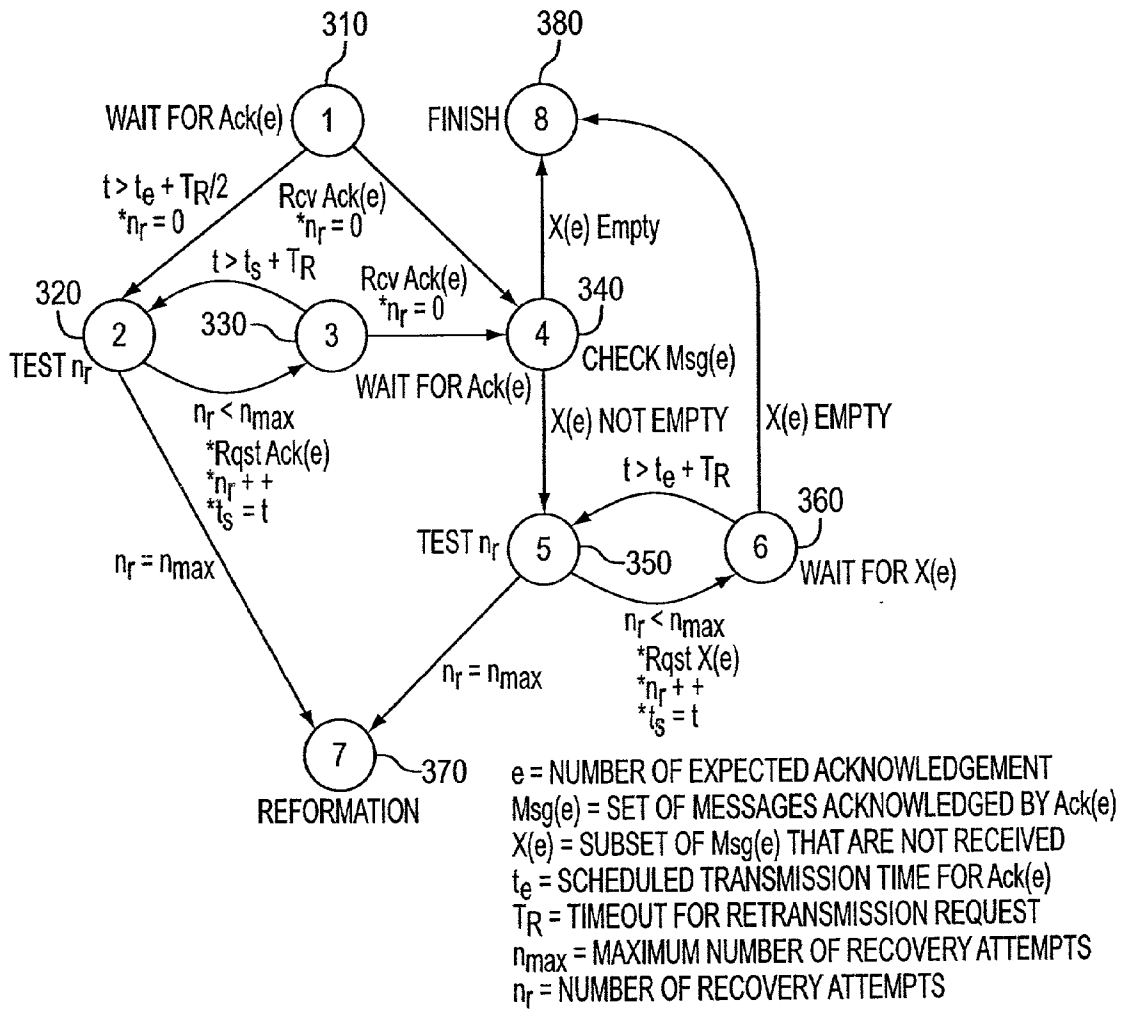 310
380
WAIT FOR Ack(e)
1
FINISH
8
t > te + TR/2
*nr = 0
Rcv Ack(e)
*nr = 0
X(e) Empty
t > ts + TR
Rcv Ack(e)
*nr = 0
320
330
340
2
3
4
TEST nr
WAIT FOR Ack(e)
CHECK Msg(e)
nr < nmax
*Rqst Ack(e)
*nr + +
*ts = t
X(e) NOT EMPTY
X(e) EMPTY
t > te + TR
360
TEST nr
5
350
6
WAIT FOR X(e)
nr = nmax
nr < nmax
*Rqst X(e)
*nr + +
*ts = t
nr = nmax
7
370
REFORMATION
e = NUMBER OF EXPECTED ACKNOWLEDGEMENT
Msg(e) = SET OF MESSAGES ACKNOWLEDGED BY Ack(e)
X(e) = SUBSET OF Msg(e) THAT ARE NOT RECEIVED
te = SCHEDULED TRANSMISSION TIME FOR Ack(e)
TR = TIMEOUT FOR RETRANSMISSION REQUEST
nmax = MAXIMUM NUMBER OF RECOVERY ATTEMPTS
nr = NUMBER OF RECOVERY ATTEMPTS